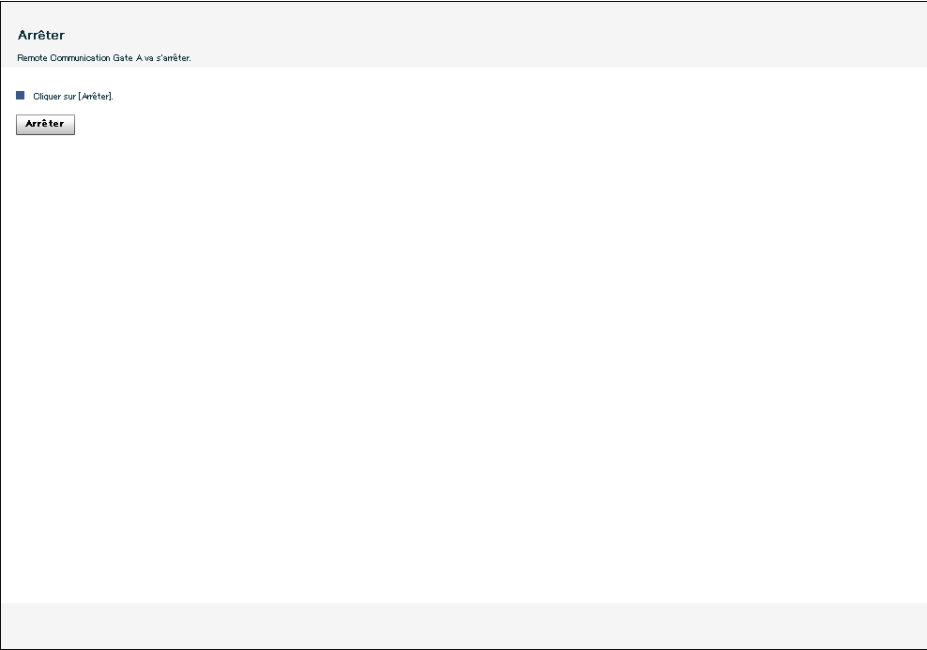 Arrêter
Remote Communication Gate A va s'arrêter.
Cliquer sur [Arrêter].
Arrêter